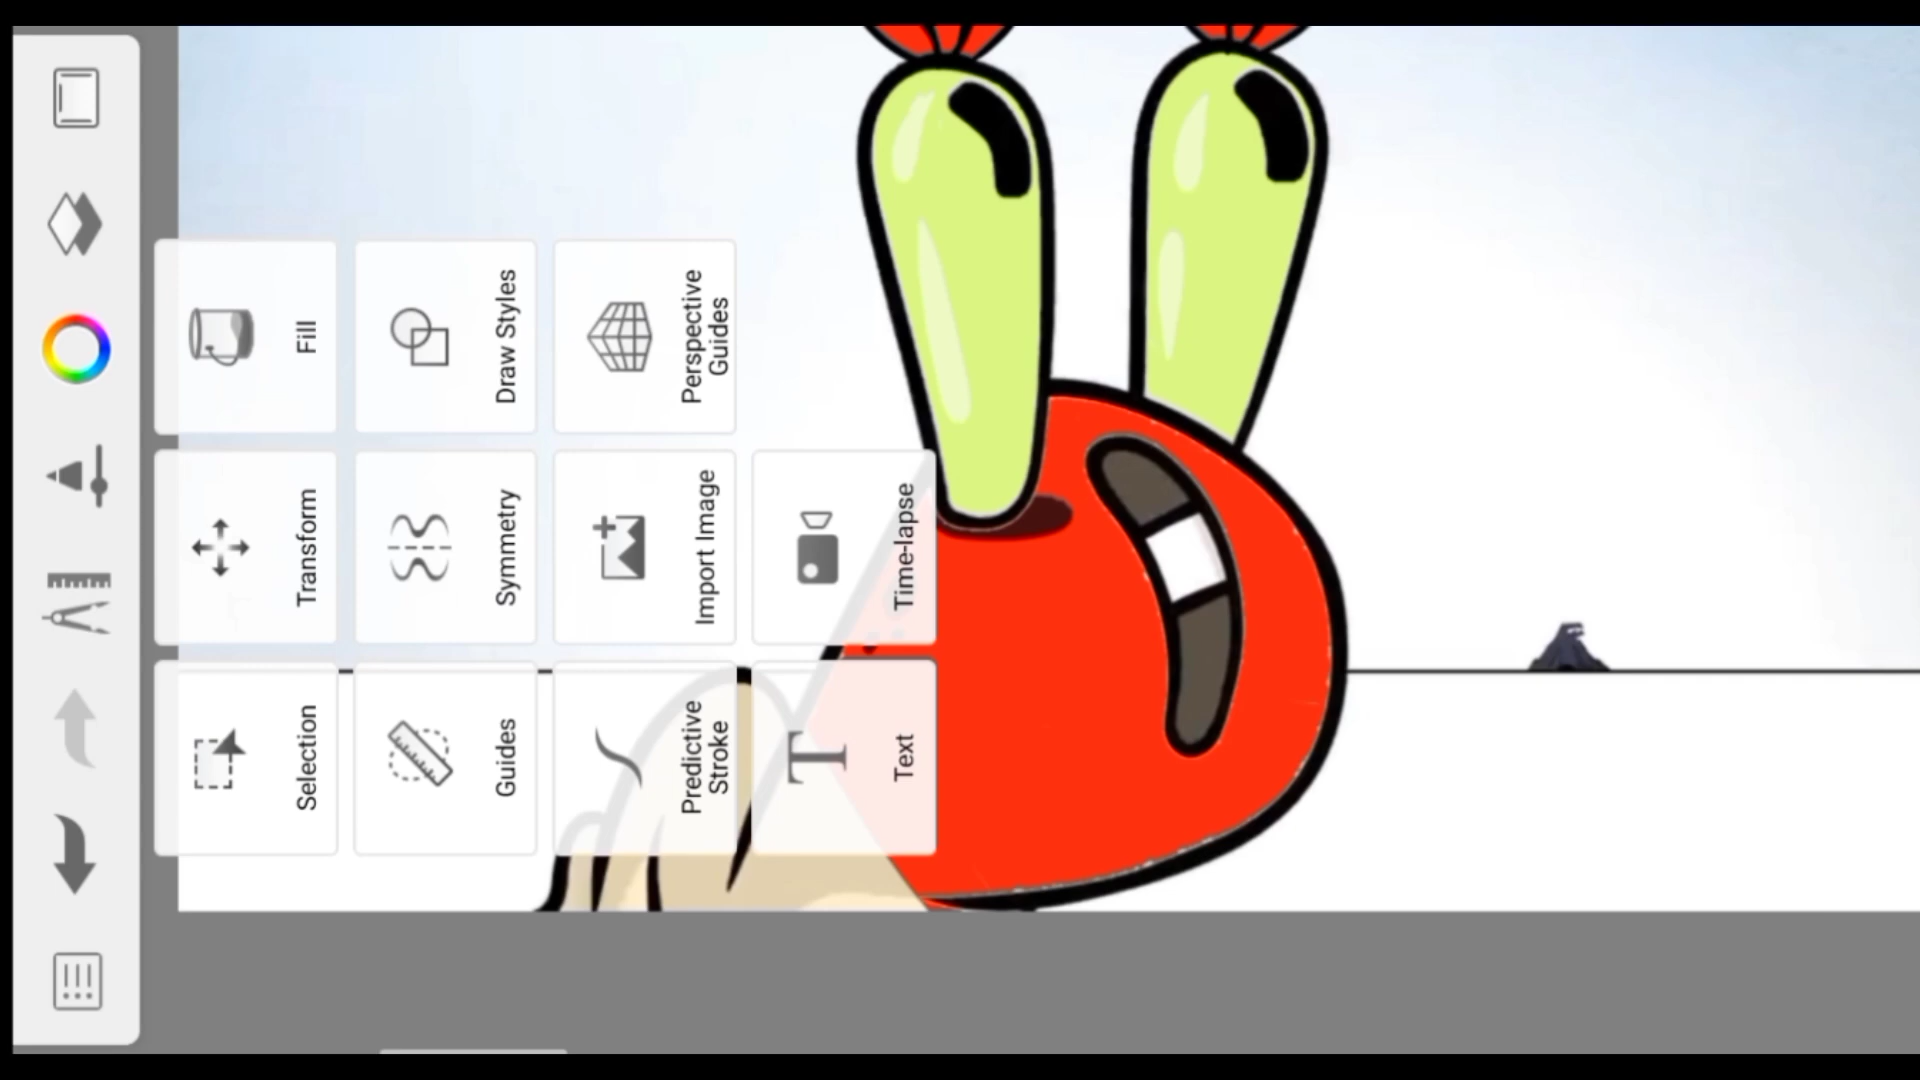 Selection
Transform
Fill
Guides
Symmetry
Draw Styles
Predictive
Stroke
Import Image
Perspective
Guides
Text
Time-lapse